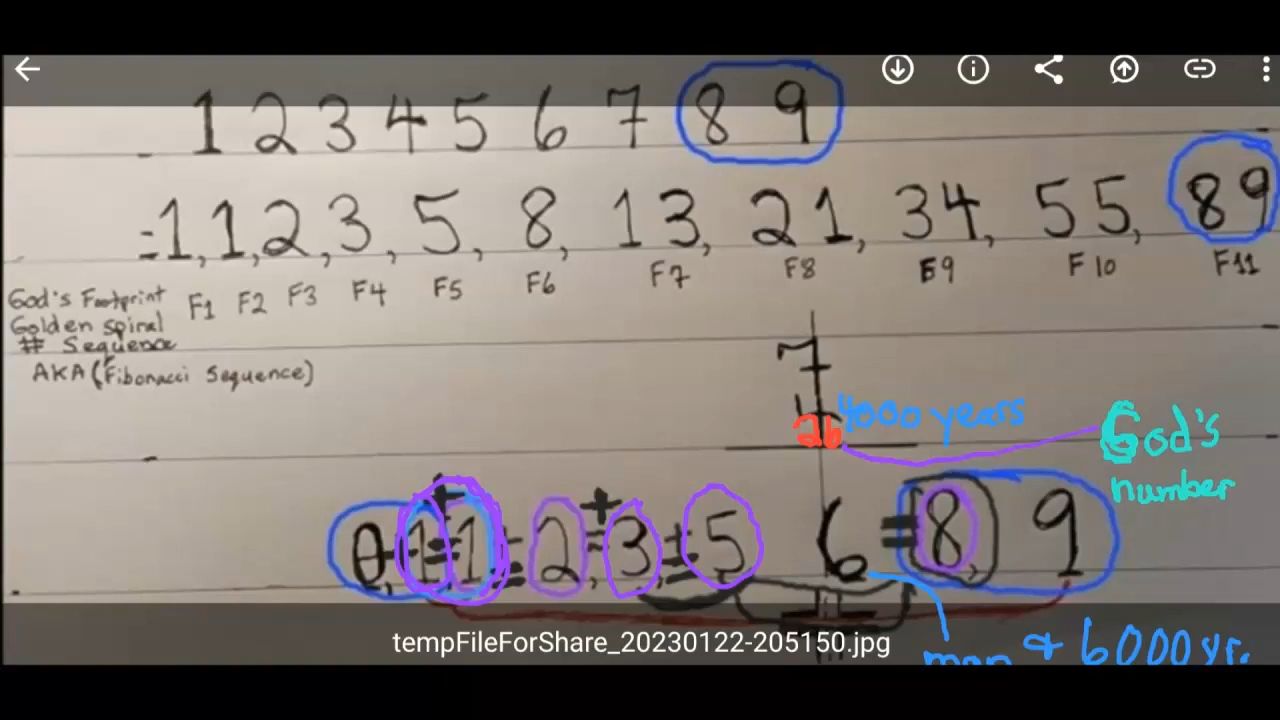 1 2 3 4 5 6 7 8 9
=1, 1, 2, 3, 5, 8, 13, 21, 34, 55, 89
F1 F2 F3 F4 F5 F6 F7 F8 F9 F10 F11
God's Footprint
Golden spiral
# Sequence
AKA (Fibonacci Sequence)
7
4
26 4000 years
God's
number
0, 1, 1, 2, 3, 5 6 = 8, 9
man & 6000 yr.
tempFileForShare_20230122-205150.jpg